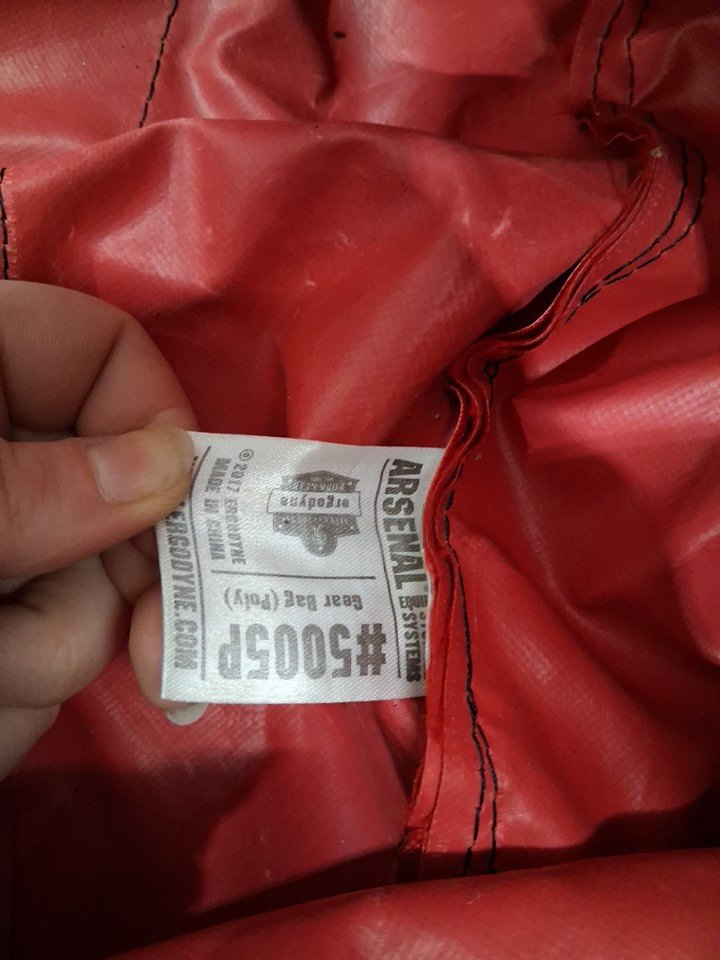 ARSENAL®
SYSTEMS
#5005P
Gear Bag (Poly)
ergodyne
©2017 ERGODYNE
MADE IN CHINA
ERGODYNE.COM